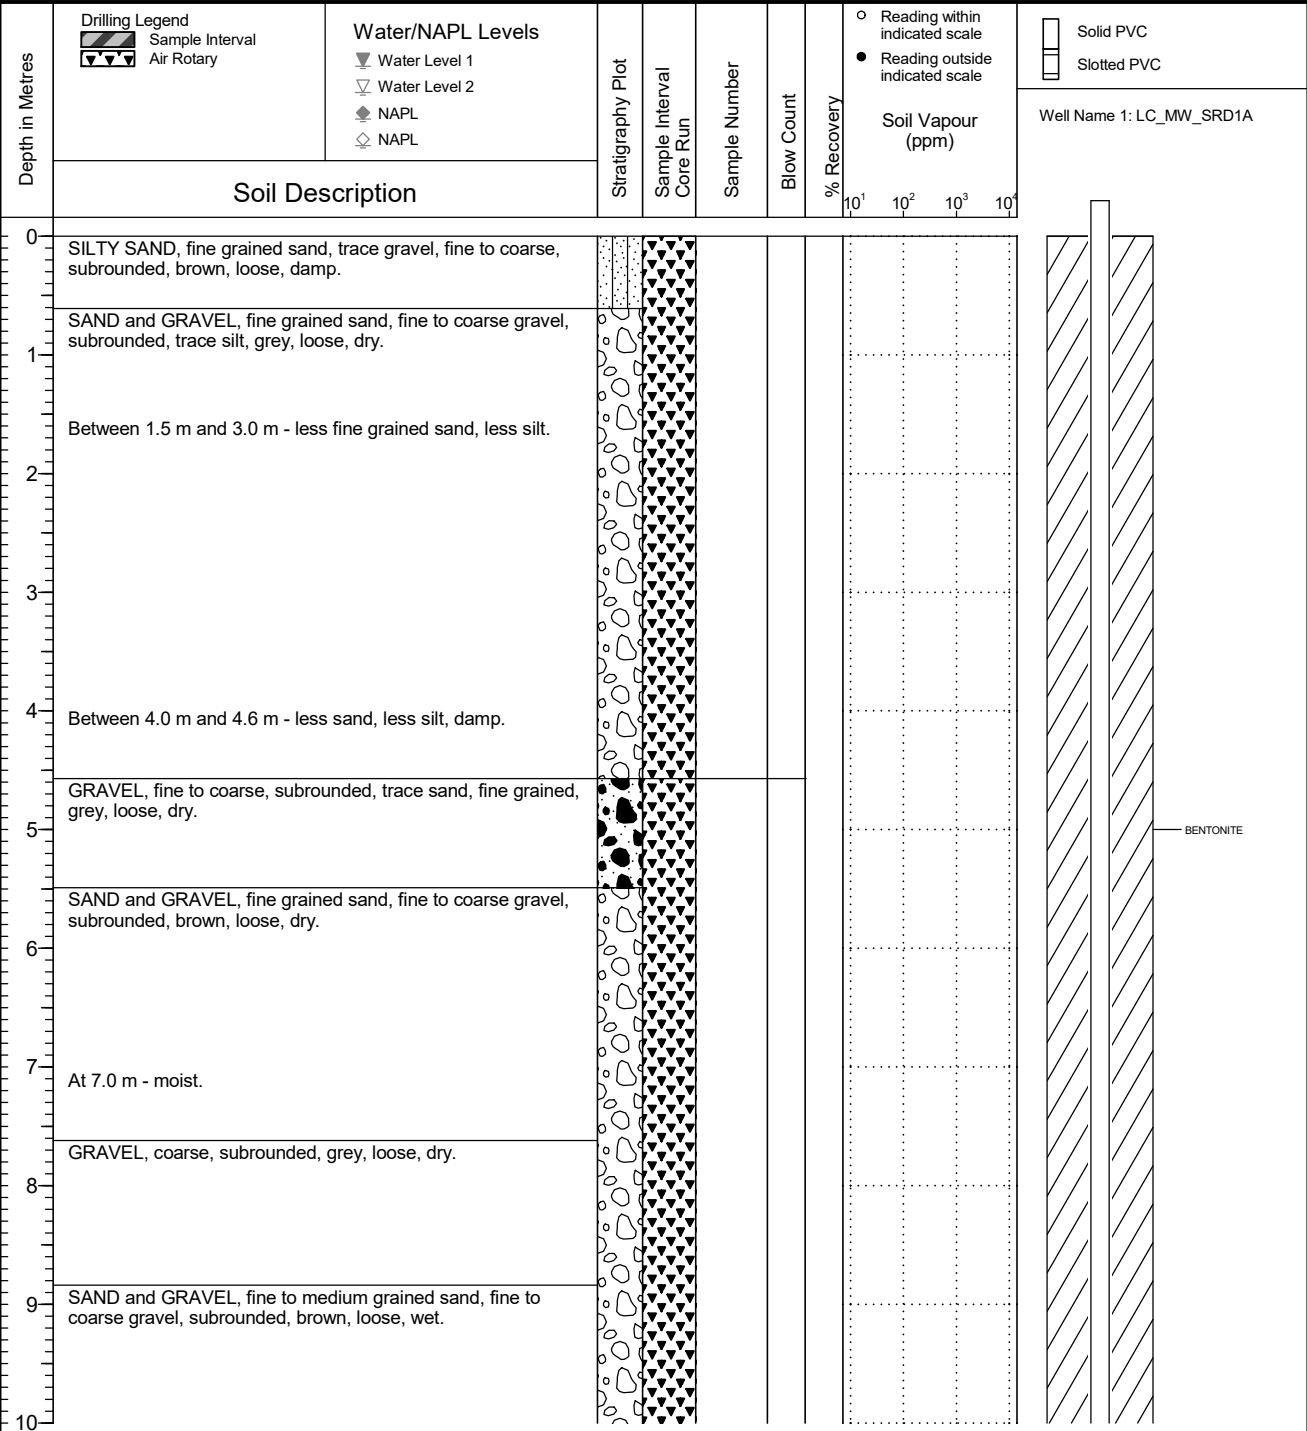 Drilling Legend
Sample Interval
Air Rotary
Water/NAPL Levels
Water Level 1
Water Level 2
NAPL
NAPL
Depth in Metres
Soil Description
Stratigraphy Plot
Sample Interval
Core Run
Sample Number
Blow Count
% Recovery
Reading within
indicated scale
Reading outside
indicated scale
Soil Vapour
(ppm)
10¹ 10² 10³ 10⁴
Solid PVC
Slotted PVC
Well Name 1: LC_MW_SRD1A
0
SILTY SAND, fine grained sand, trace gravel, fine to coarse,
subrounded, brown, loose, damp.
SAND and GRAVEL, fine grained sand, fine to coarse gravel,
subrounded, trace silt, grey, loose, dry.
1
Between 1.5 m and 3.0 m - less fine grained sand, less silt.
2
3
4
Between 4.0 m and 4.6 m - less sand, less silt, damp.
GRAVEL, fine to coarse, subrounded, trace sand, fine grained,
grey, loose, dry.
5
BENTONITE
SAND and GRAVEL, fine grained sand, fine to coarse gravel,
subrounded, brown, loose, dry.
6
7
At 7.0 m - moist.
GRAVEL, coarse, subrounded, grey, loose, dry.
8
SAND and GRAVEL, fine to medium grained sand, fine to
coarse gravel, subrounded, brown, loose, wet.
9
10